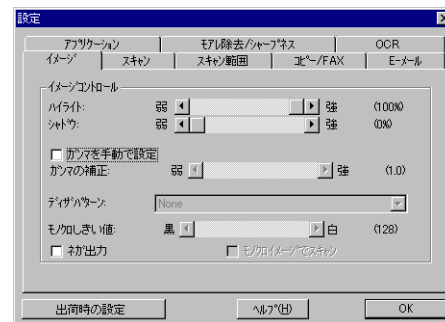 設定
アプリケーション モアレ除去/シャープネス OCR
イメージ スキャン スキャン範囲 コピー/FAX E-メール
イメージコントロール
ハイライト: 弱 強 (100%)
シャドウ: 弱 強 (0%)
ガンマを手動で設定
ガンマの補正: 弱 強 (1.0)
ディザパターン: None
モノクロしきい値: 黒 白 (128)
ネガ出力 モノクロイメージでスキャン
出荷時の設定 ヘルプ(H) OK